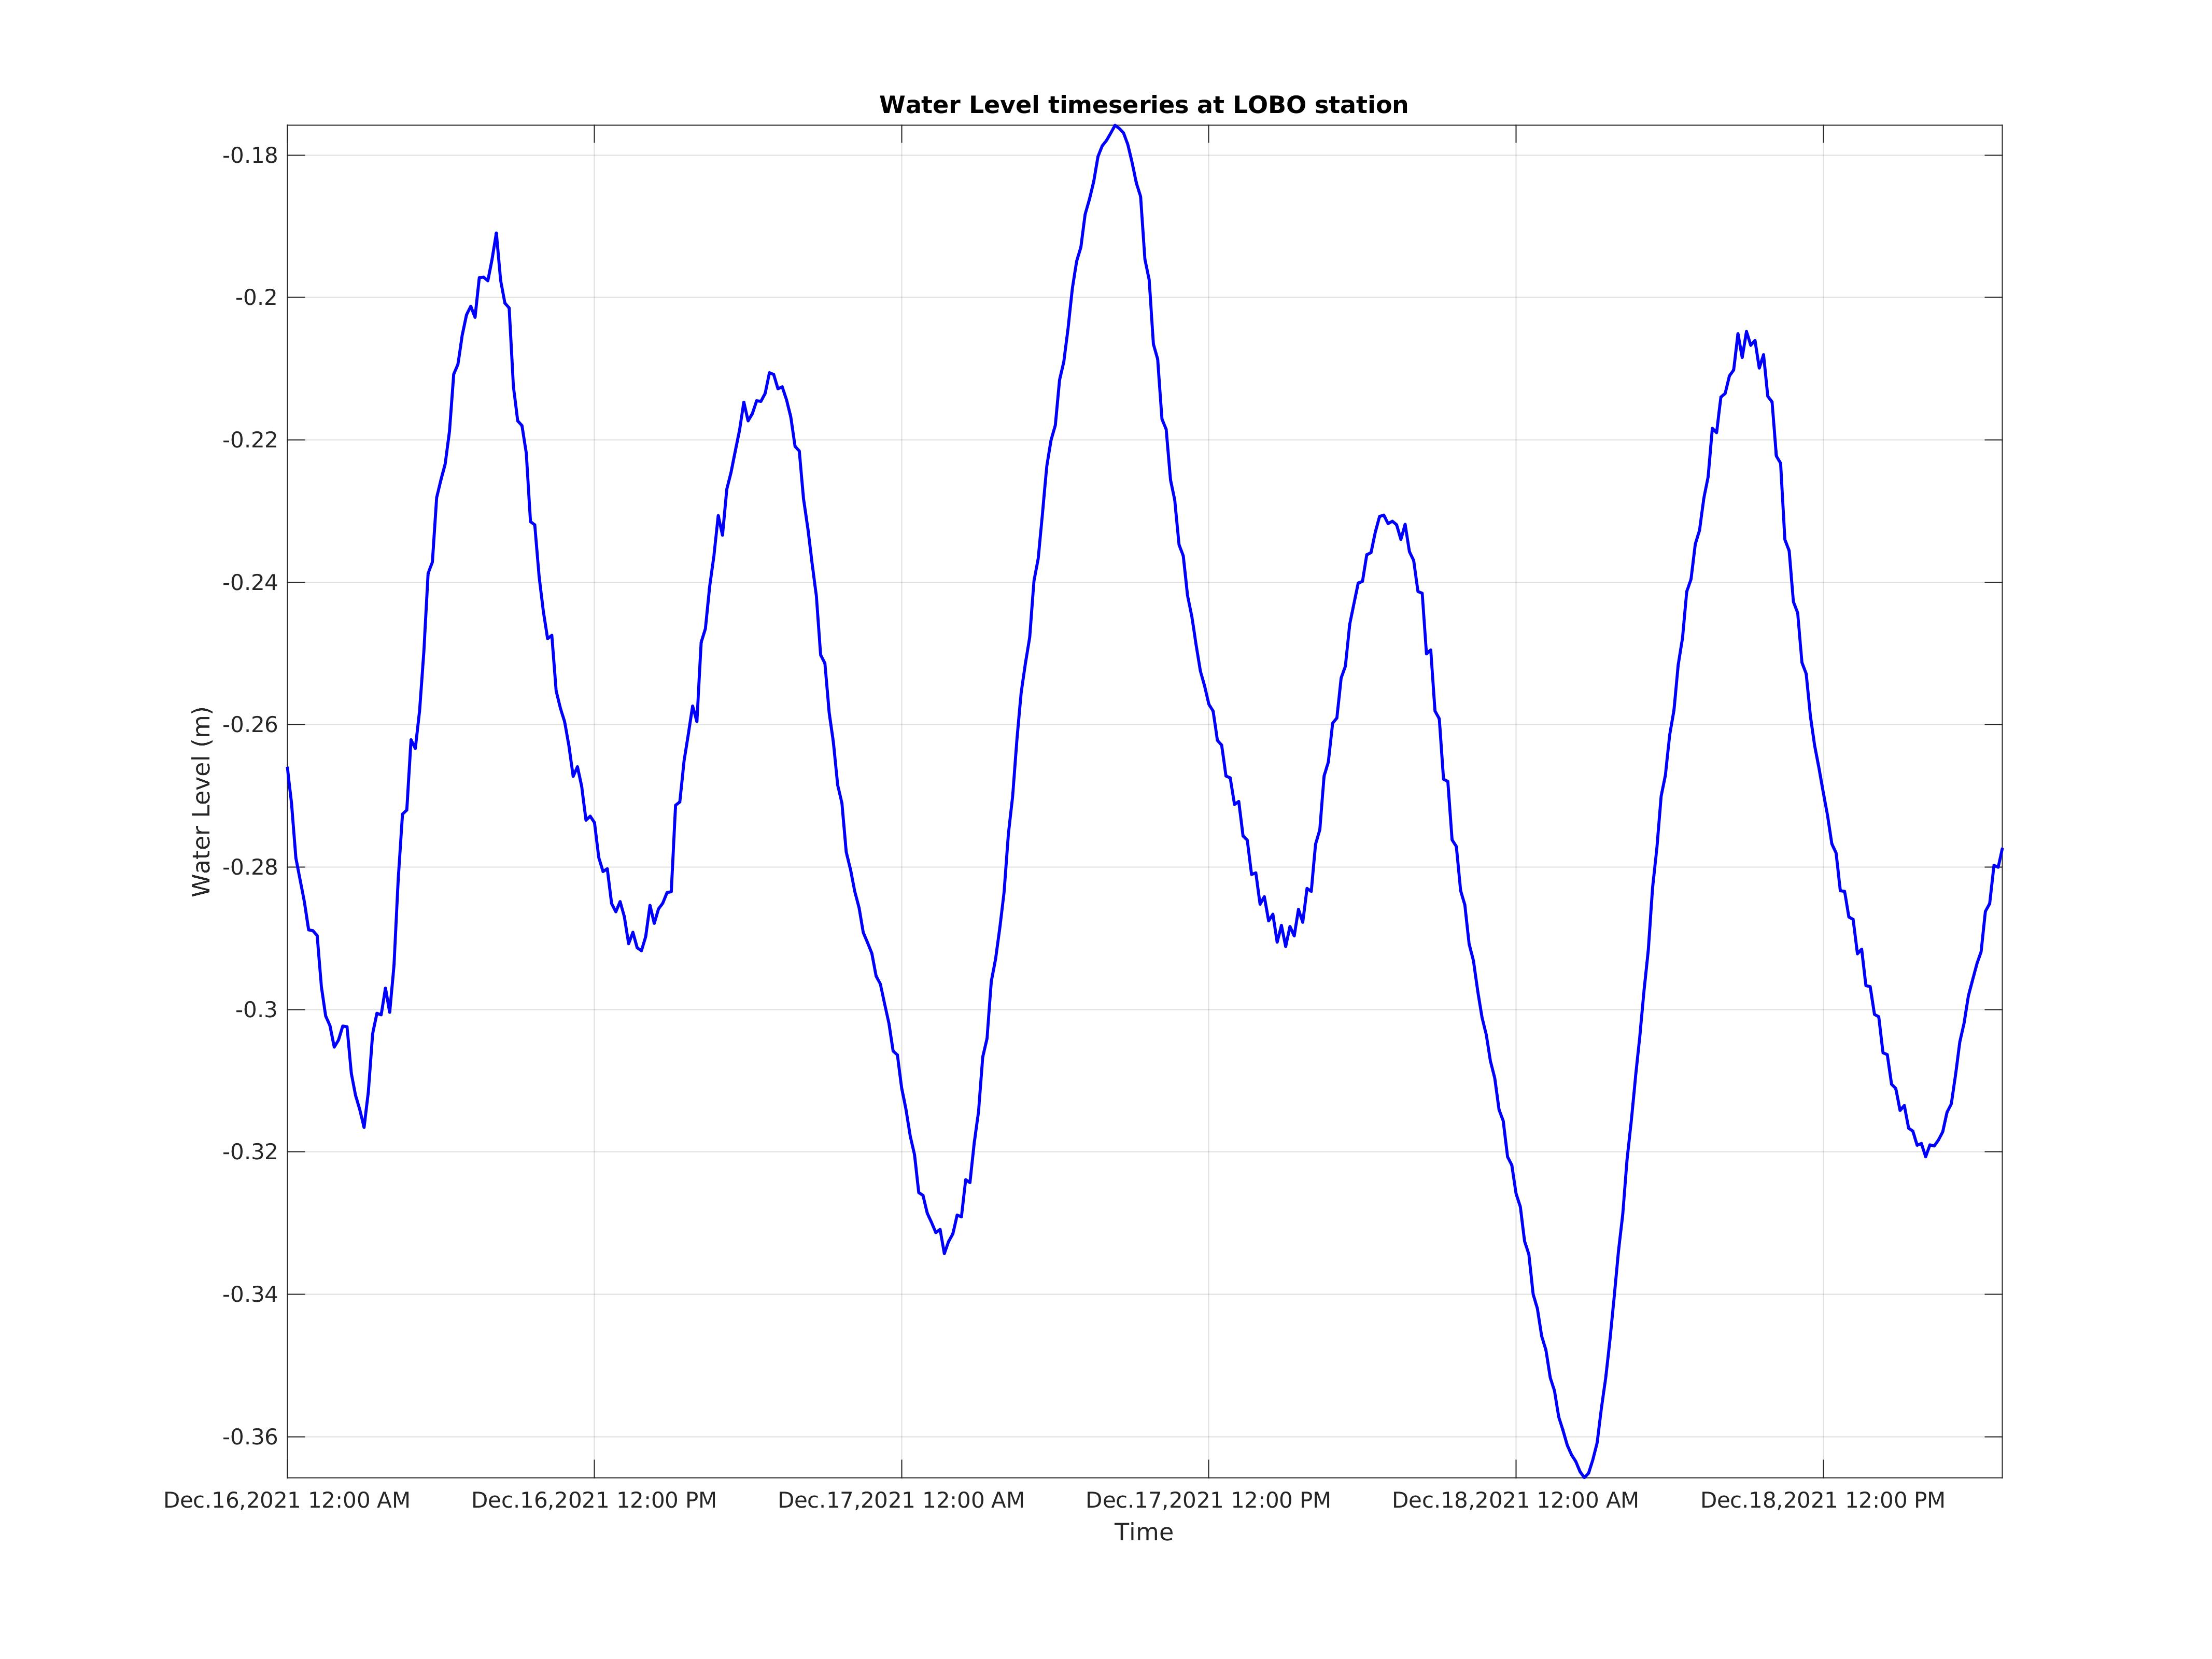 Water Level timeseries at LOBO station
-0.18
-0.2
-0.22
-0.24
-0.26
-0.28
-0.3
-0.32
-0.34
-0.36
Water Level (m)
Dec.16,2021 12:00 AM
Dec.16,2021 12:00 PM
Dec.17,2021 12:00 AM
Dec.17,2021 12:00 PM
Dec.18,2021 12:00 AM
Dec.18,2021 12:00 PM
Time